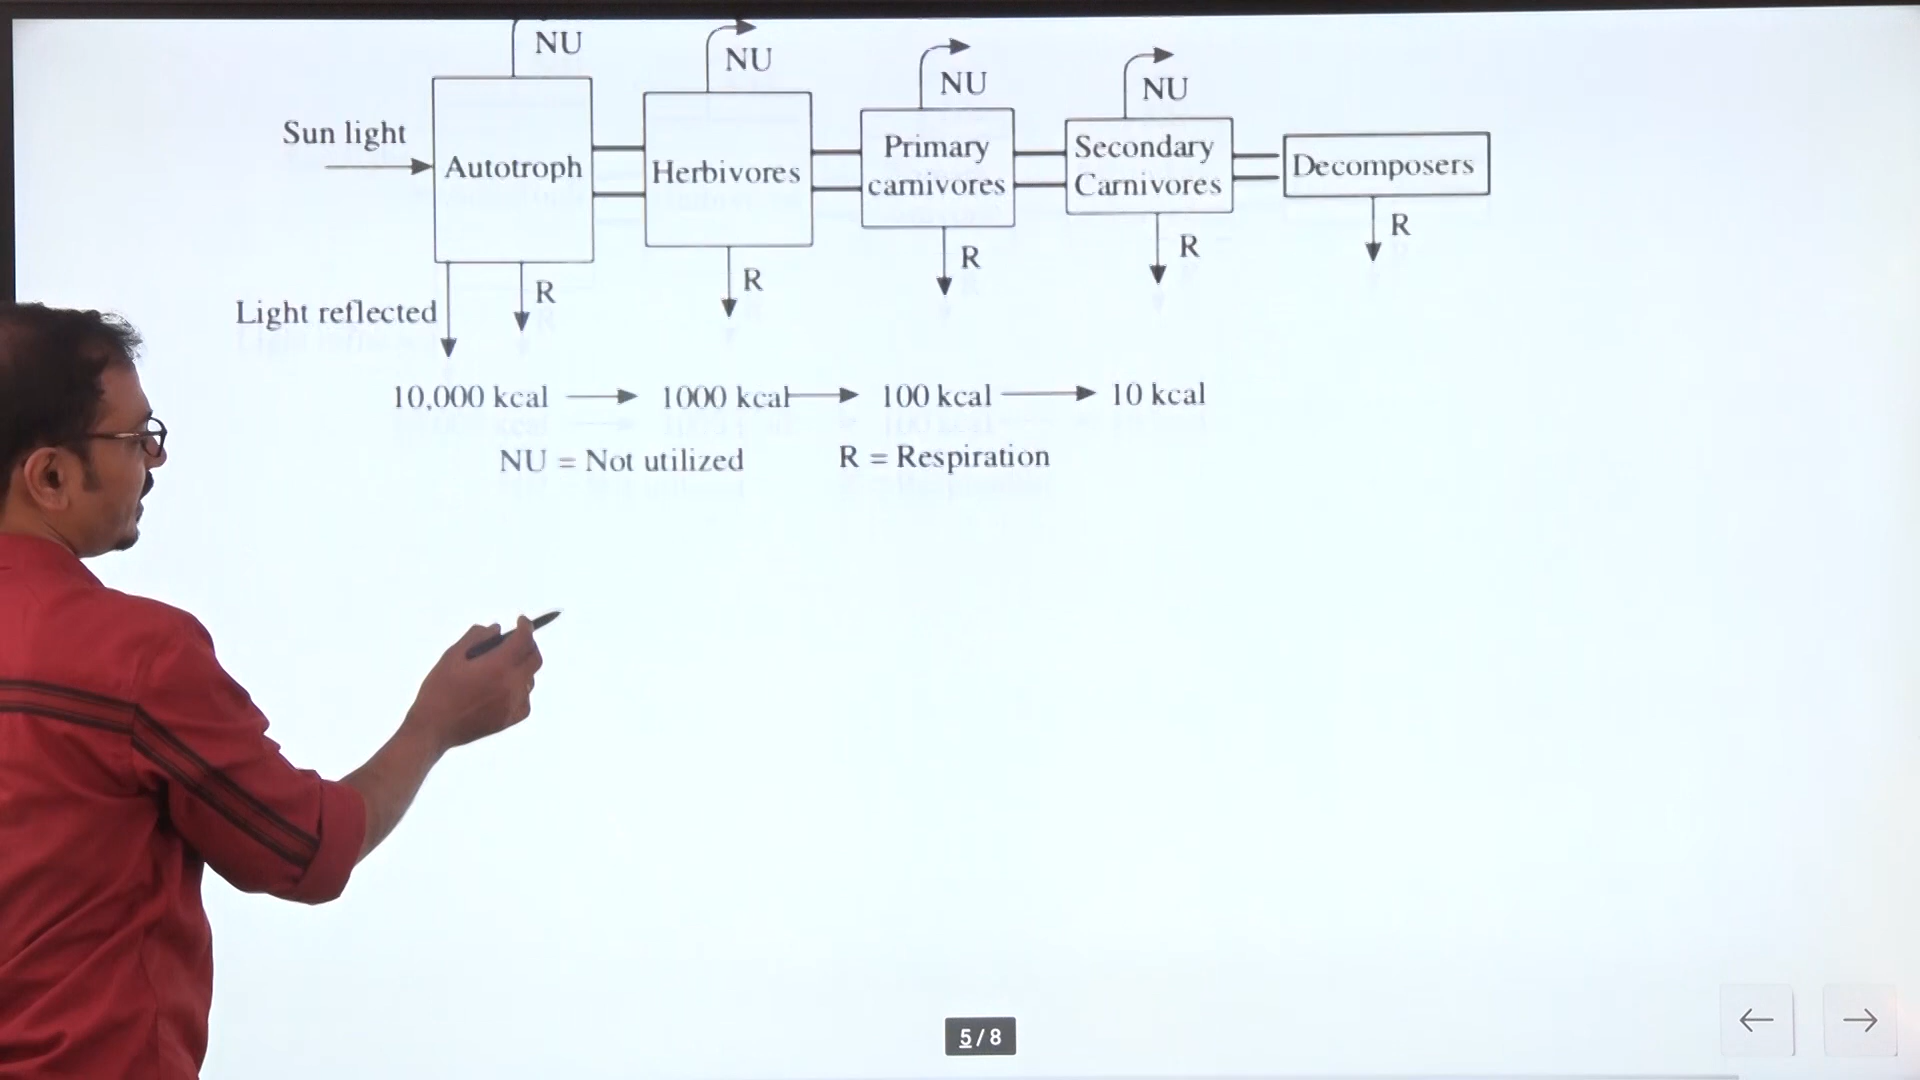 NU
NU
NU
NU
Sun light
Autotroph
Herbivores
Primary
carnivores
Secondary
Carnivores
Decomposers
Light reflected
R
R
R
R
R
10,000 kcal
1000 kcal
100 kcal
10 kcal
NU = Not utilized
R = Respiration
5 / 8